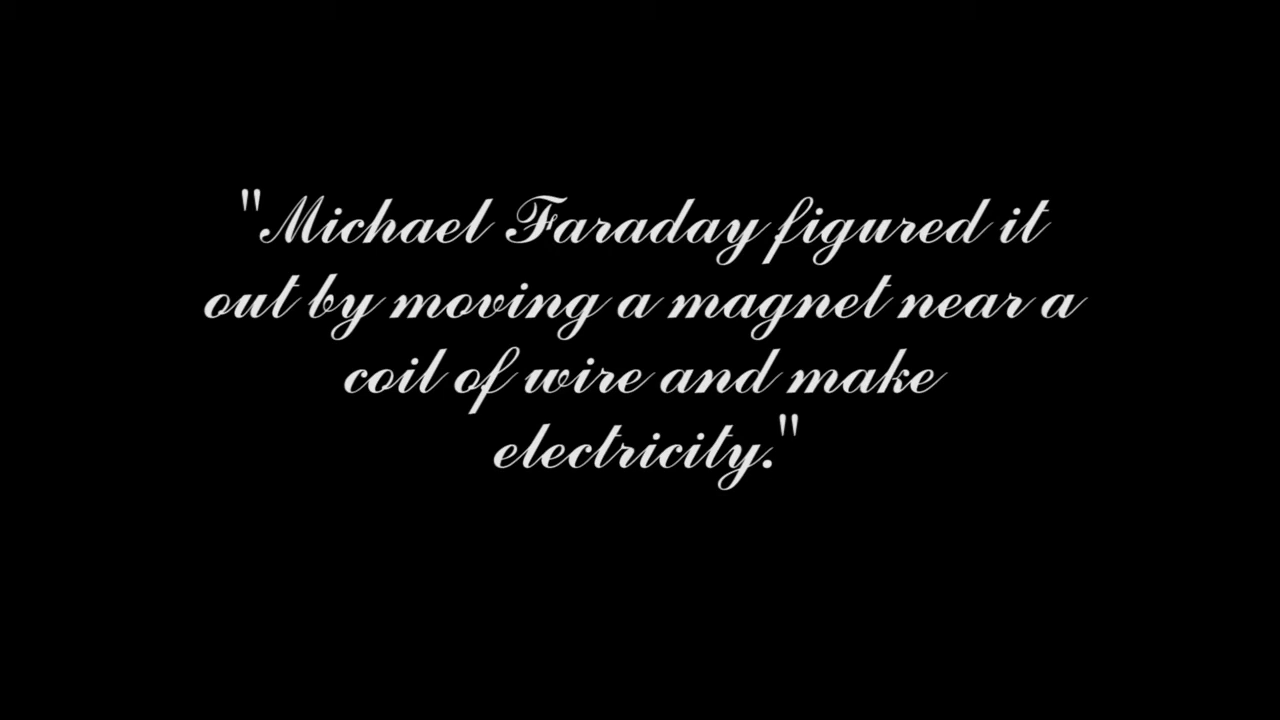 "Michael Faraday figured it
out by moving a magnet near a
coil of wire and make
electricity."